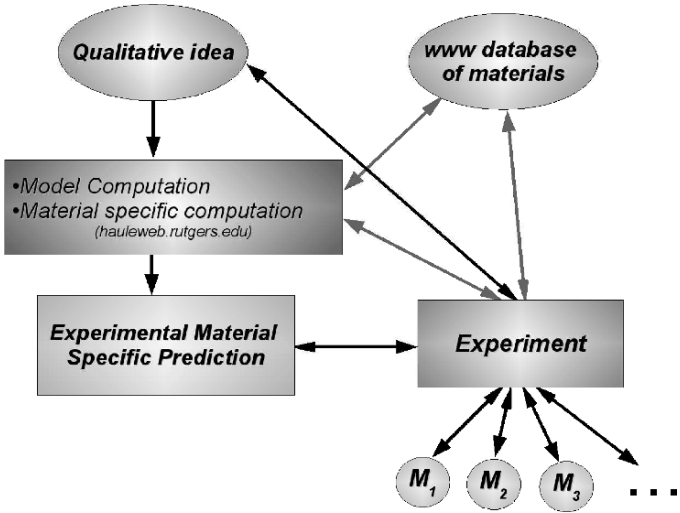 Qualitative idea
www database
of materials
•Model Computation
•Material specific computation
(hauleweb.rutgers.edu)
Experimental Material
Specific Prediction
Experiment
M1
M2
M3
...